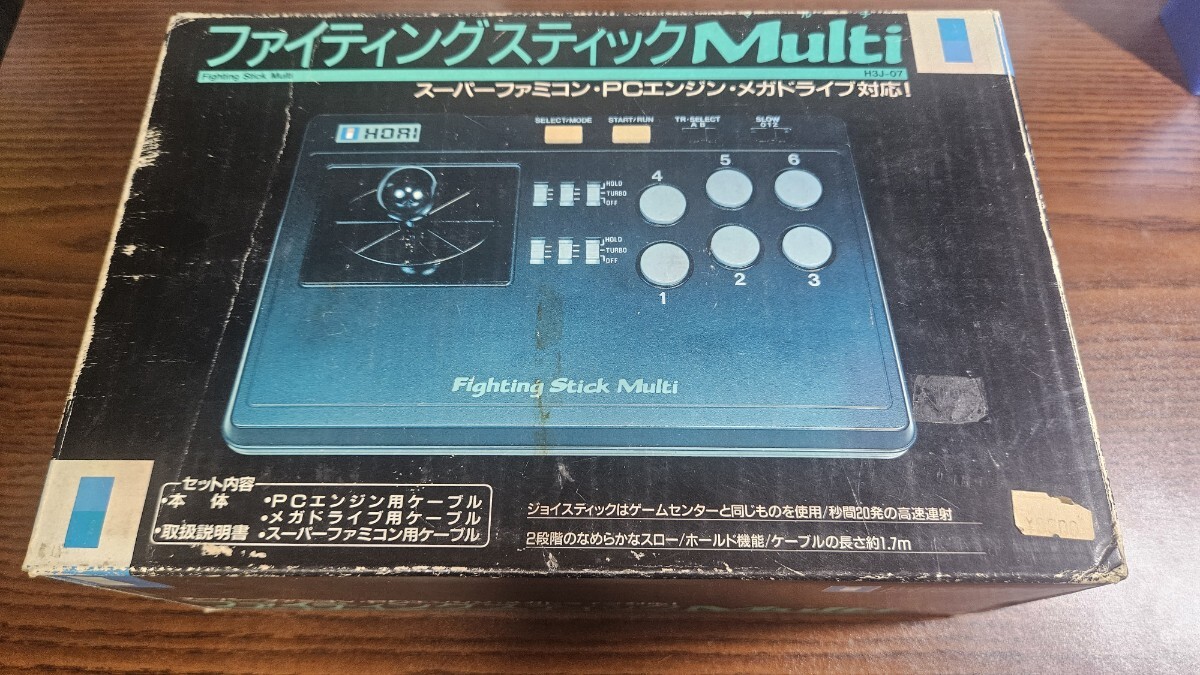 マルチ
ファイティングスティックMulti
Fighting Stick Multi
H3J-07
スーパーファミコン・PCエンジン・メガドライブ対応!
HORI
SELECT/MODE
START/RUN
TR-SELECT
A B
SLOW
0 1 2
HOLD
TURBO
OFF
4
5
6
HOLD
TURBO
OFF
1
2
3
Fighting Stick Multi
セット内容
・本 体
・PCエンジン用ケーブル
・メガドライブ用ケーブル
・取扱説明書
・スーパーファミコン用ケーブル
ジョイスティックはゲームセンターと同じものを使用/秒間20発の高速連射
2段階のなめらかなスロー/ホールド機能/ケーブルの長さ約1.7m